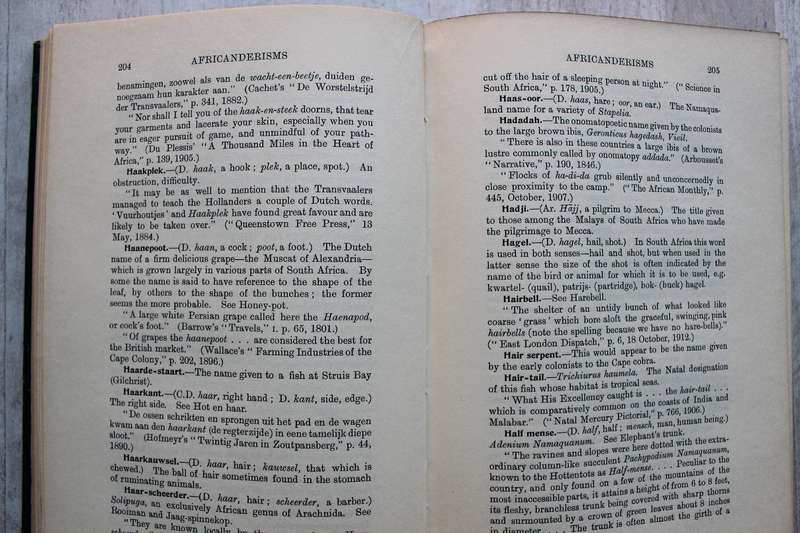 204
AFRICANDERISMS
benamingen, zoowel als van de wacht-een-beetje, duiden ge-
noegzaam hun karakter aan." (Cachet's "De Worstelstrijd
der Transvaalers," p. 341, 1882.)
"Nor shall I tell you of the haak-en-steek doorns, that tear
your garments and lacerate your skin, especially when you
are in eager pursuit of game, and unmindful of your path-
way." (Du Plessis' "A Thousand Miles in the Heart of
Africa," p. 139, 1905.)
Haakplek.—(D. haak, a hook; plek, a place, spot.) An
obstruction, difficulty.
"It may be as well to mention that the Transvaalers
managed to teach the Hollanders a couple of Dutch words.
'Vuurhoutjes' and Haakplek have found great favour and are
likely to be taken over." ("Queenstown Free Press," 13
May, 1884.)
Haanepoot.—(D. haan, a cock; poot, a foot.) The Dutch
name of a firm delicious grape—the Muscat of Alexandria—
which is grown largely in various parts of South Africa. By
some the name is said to have reference to the shape of the
leaf, by others to the shape of the bunches; the former
seems the more probable. See Honey-pot.
"A large white Persian grape called here the Haenapod,
or cock's foot." (Barrow's "Travels," I. p. 65, 1801.)
"Of grapes the haanepoot . . . are considered the best for
the British market." (Wallace's "Farming Industries of the
Cape Colony," p. 202, 1896.)
Haarde-staart.—The name given to a fish at Struis Bay
(Gilchrist).
Haarkant.—(C.D. haar, right hand; D. kant, side, edge.)
The right side. See Hot en haar.
"De ossen schrikten en sprongen uit het pad en de wagen
kwam aan den haarkant (de regterzijde) in eene tamelijk diepe
sloot." (Hofmeyr's "Twintig Jaren in Zoutpansberg," p. 44,
1890.)
Haarkauwsel.—(D. haar, hair; kauwsel, that which is
chewed.) The ball of hair sometimes found in the stomach
of ruminating animals.
Haar-scheerder.—(D. haar, hair; scheerder, a barber.)
Solipuga, an exclusively African genus of Arachnida. See
Rooiman and Jaag-spinnekop.
"They are known locally
AFRICANDERISMS
205
cut off the hair of a sleeping person at night." ("Science in
South Africa," p. 178, 1905.)
Haas-oor.—(D. haas, hare; oor, an ear.) The Namaqua-
land name for a variety of Stapelia.
Hadadah.—The onomatopoetic name given by the colonists
to the large brown ibis, Geronticus hagedash, Vieil.
"There is also in these countries a large ibis of a brown
lustre commonly called by onomatopy addada." (Arbousset's
"Narrative," p. 190, 1846.)
"Flocks of ha-di-da grub silently and unconcernedly in
close proximity to the camp." ("The African Monthly," p.
445, October, 1907.)
Hadji.—(Ar. Hājj, a pilgrim to Mecca.) The title given
to those among the Malays of South Africa who have made
the pilgrimage to Mecca.
Hagel.—(D. hagel, hail, shot.) In South Africa this word
is used in both senses—hail and shot, but when used in the
latter sense the size of the shot is often indicated by the
name of the bird or animal for which it is to be used, e.g.
kwartel- (quail), patrijs- (partridge), bok- (buck) hagel.
Hairbell.—See Harebell.
"The shelter of an untidy bunch of what looked like
coarse 'grass' which bore aloft the graceful, swinging, pink
hairbells (note the spelling because we have no hare-bells)."
("East London Dispatch," p. 6, 18 October, 1912.)
Hair serpent.—This would appear to be the name given
by the early colonists to the Cape cobra.
Hair-tail.—Trichiurus haumela. The Natal designation
of this fish whose habitat is tropical seas.
"What His Excellency caught is . . . the hair-tail . . .
which is comparatively common on the coasts of India and
Malabar." ("Natal Mercury Pictorial," p. 766, 1906.)
Half mense.—(D. half, half; mensch, man, human being.)
Adenium Namaquanum. See Elephant's trunk.
"The ravines and slopes were here dotted with the extra-
ordinary column-like succulent Pachypodium Namaquanum,
known to the Hottentots as Half-mense. . . . Peculiar to the
country, and only found on a few of the mountains of the
most inaccessible parts, it attains a height of from 6 to 8 feet,
its fleshy, branchless trunk being covered with sharp thorns
and surmounted by a crown of green leaves about 8 inches
in diameter . . . The trunk is often almost the girth of a